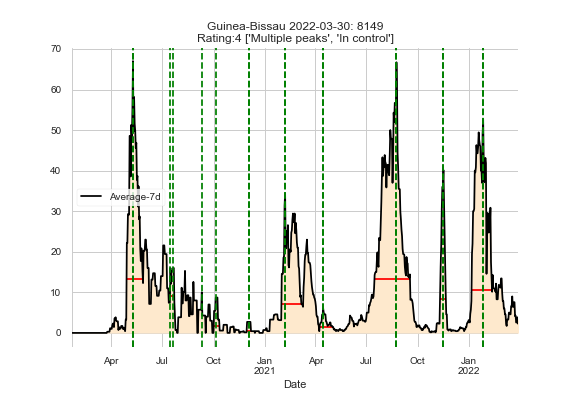 Guinea-Bissau 2022-03-30: 8149
Rating:4 ['Multiple peaks', 'In control']
70
60
50
40
30
20
10
0
Average-7d
Apr Jul Oct Jan Apr Jul Oct Jan
2021 2022
Date